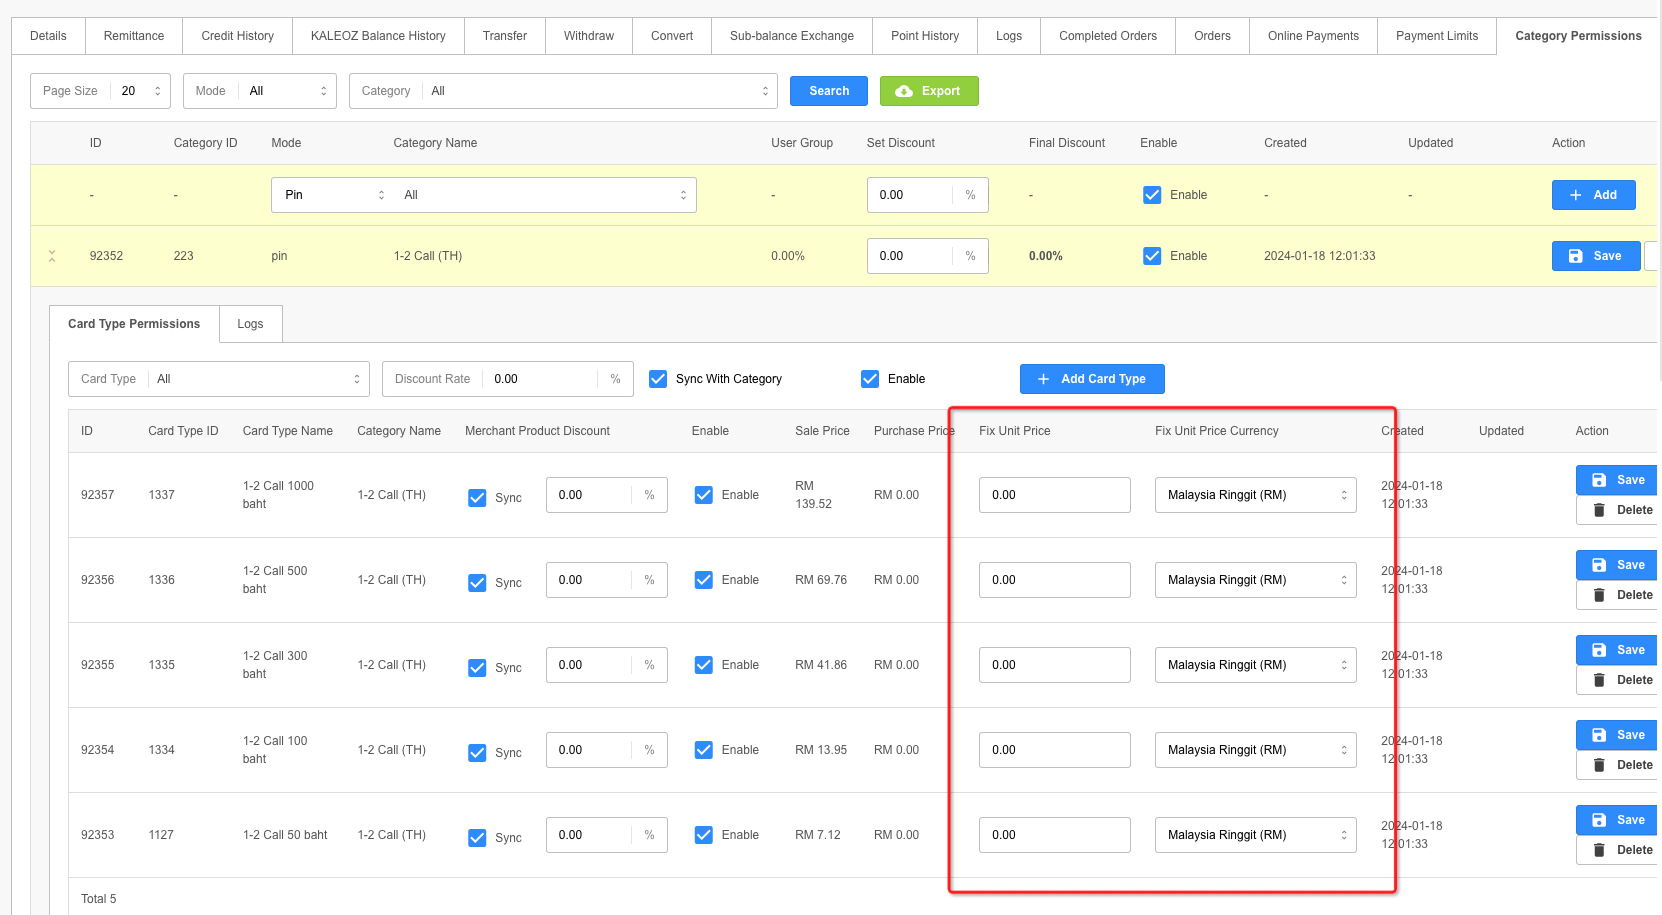 Details Remittance Credit History KALEOZ Balance History Transfer Withdraw Convert Sub-balance Exchange Point History Logs Completed Orders Orders Online Payments Payment Limits Category Permissions
Page Size 20 Mode All Category All Search Export
ID Category ID Mode Category Name User Group Set Discount Final Discount Enable Created Updated Action
- - Pin All - 0.00 % - Enable - - Add
92352 223 pin 1-2 Call (TH) 0.00% 0.00 % 0.00% Enable 2024-01-18 12:01:33 Save
Card Type Permissions Logs
Card Type All Discount Rate 0.00 % Sync With Category Enable Add Card Type
ID Card Type ID Card Type Name Category Name Merchant Product Discount Enable Sale Price Purchase Price Fix Unit Price Fix Unit Price Currency Created Updated Action
92357 1337 1-2 Call 1000 baht 1-2 Call (TH) Sync 0.00 % Enable RM 139.52 RM 0.00 0.00 Malaysia Ringgit (RM) 2024-01-18 12:01:33 Save Delete
92356 1336 1-2 Call 500 baht 1-2 Call (TH) Sync 0.00 % Enable RM 69.76 RM 0.00 0.00 Malaysia Ringgit (RM) 2024-01-18 12:01:33 Save Delete
92355 1335 1-2 Call 300 baht 1-2 Call (TH) Sync 0.00 % Enable RM 41.86 RM 0.00 0.00 Malaysia Ringgit (RM) 2024-01-18 12:01:33 Save Delete
92354 1334 1-2 Call 100 baht 1-2 Call (TH) Sync 0.00 % Enable RM 13.95 RM 0.00 0.00 Malaysia Ringgit (RM) 2024-01-18 12:01:33 Save Delete
92353 1127 1-2 Call 50 baht 1-2 Call (TH) Sync 0.00 % Enable RM 7.12 RM 0.00 0.00 Malaysia Ringgit (RM) 2024-01-18 12:01:33 Save Delete
Total 5